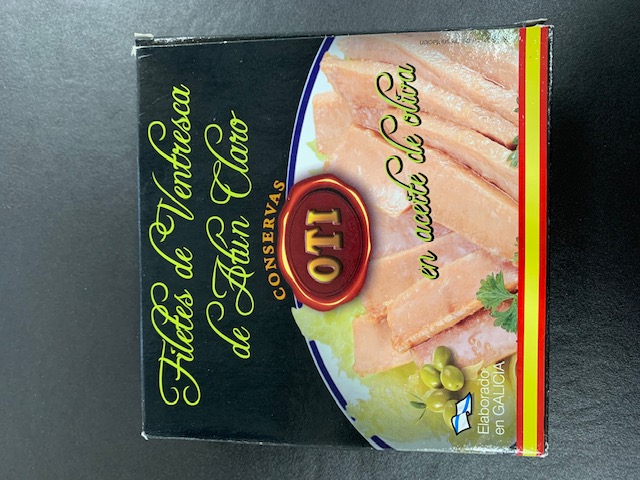 Filetes de Ventresca
de Atún Claro
CONSERVAS
OTI
en aceite de oliva
Elaborado
en GALICIA